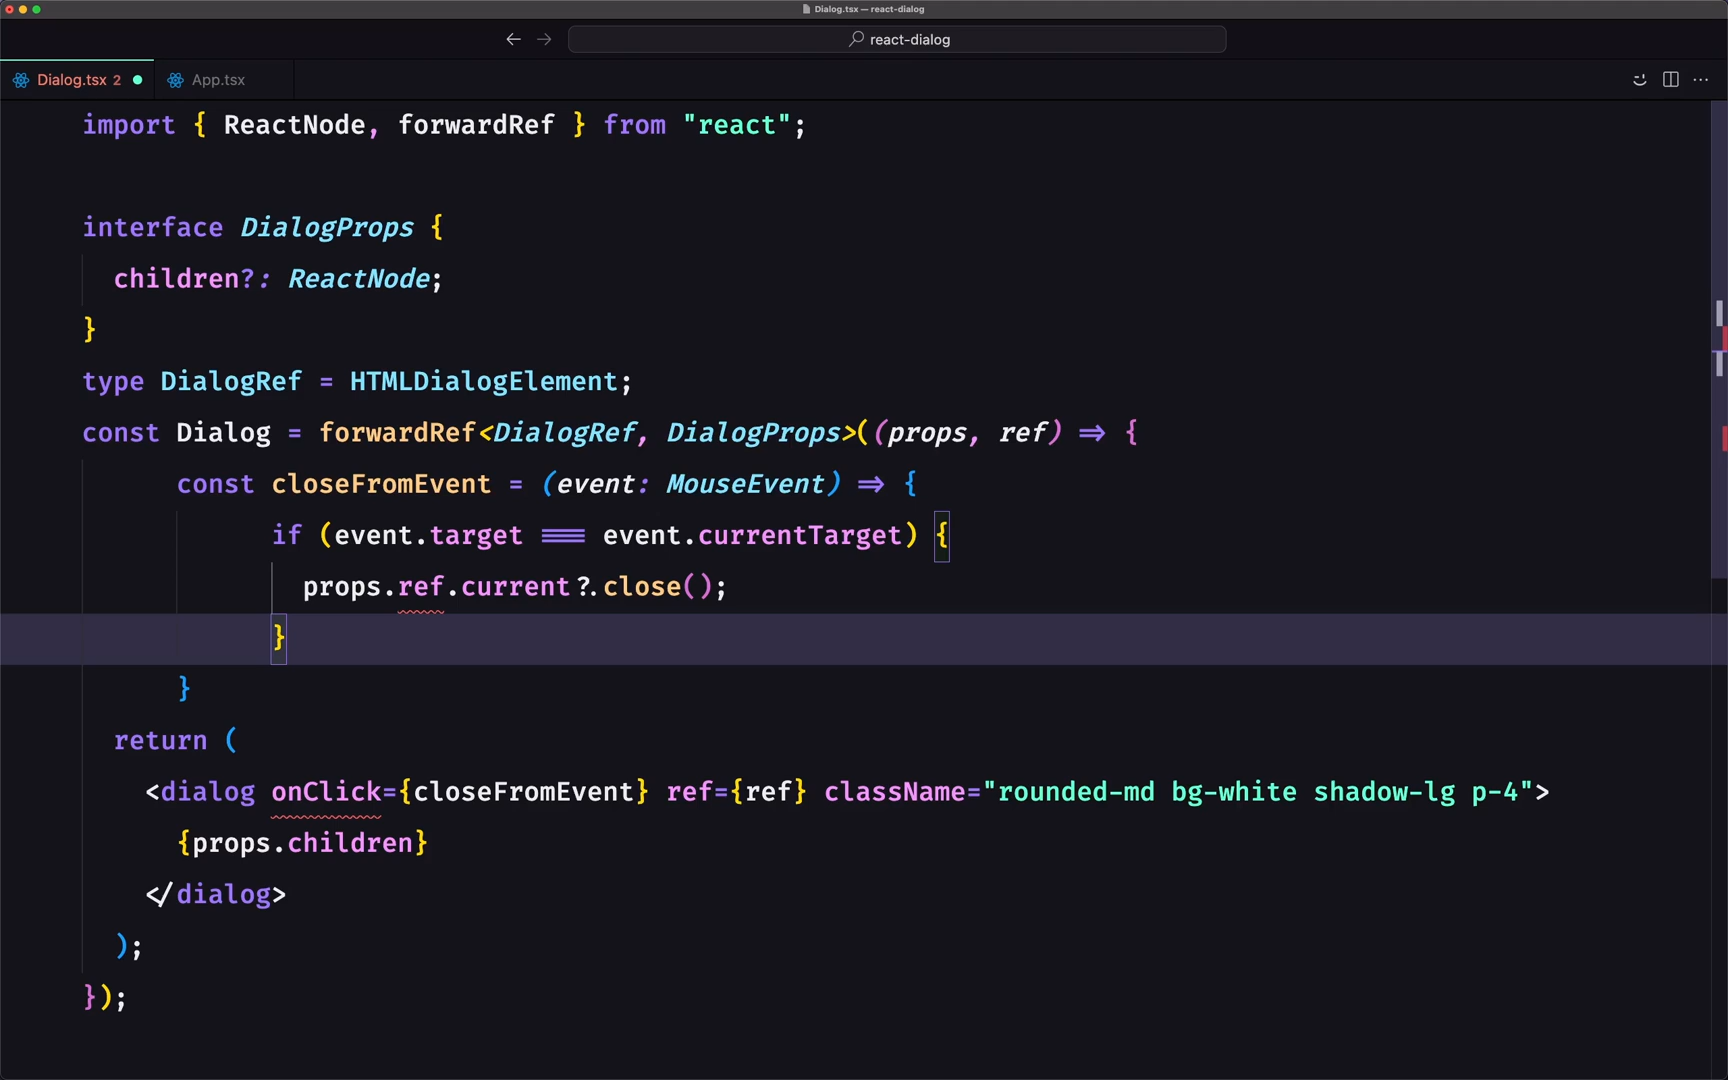 Dialog.tsx — react-dialog
react-dialog
Dialog.tsx 2 App.tsx
import { ReactNode, forwardRef } from "react";
interface DialogProps {
children?: ReactNode;
}
type DialogRef = HTMLDialogElement;
const Dialog = forwardRef<DialogRef, DialogProps>((props, ref) => {
const closeFromEvent = (event: MouseEvent) => {
if (event.target === event.currentTarget) {
props.ref.current?.close();
}
}
return (
<dialog onClick={closeFromEvent} ref={ref} className="rounded-md bg-white shadow-lg p-4">
{props.children}
</dialog>
);
});